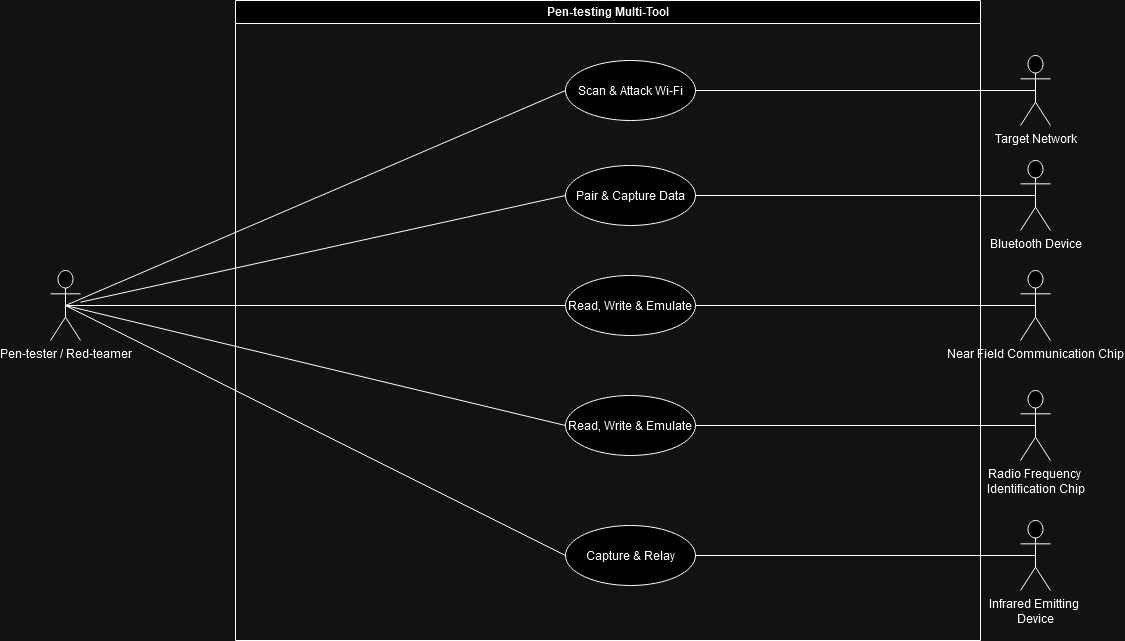 Pen-testing Multi-Tool
Scan & Attack Wi-Fi
Target Network
Pair & Capture Data
Bluetooth Device
Pen-tester / Red-teamer
Read, Write & Emulate
Near Field Communication Chip
Read, Write & Emulate
Radio Frequency
Identification Chip
Capture & Relay
Infrared Emitting
Device